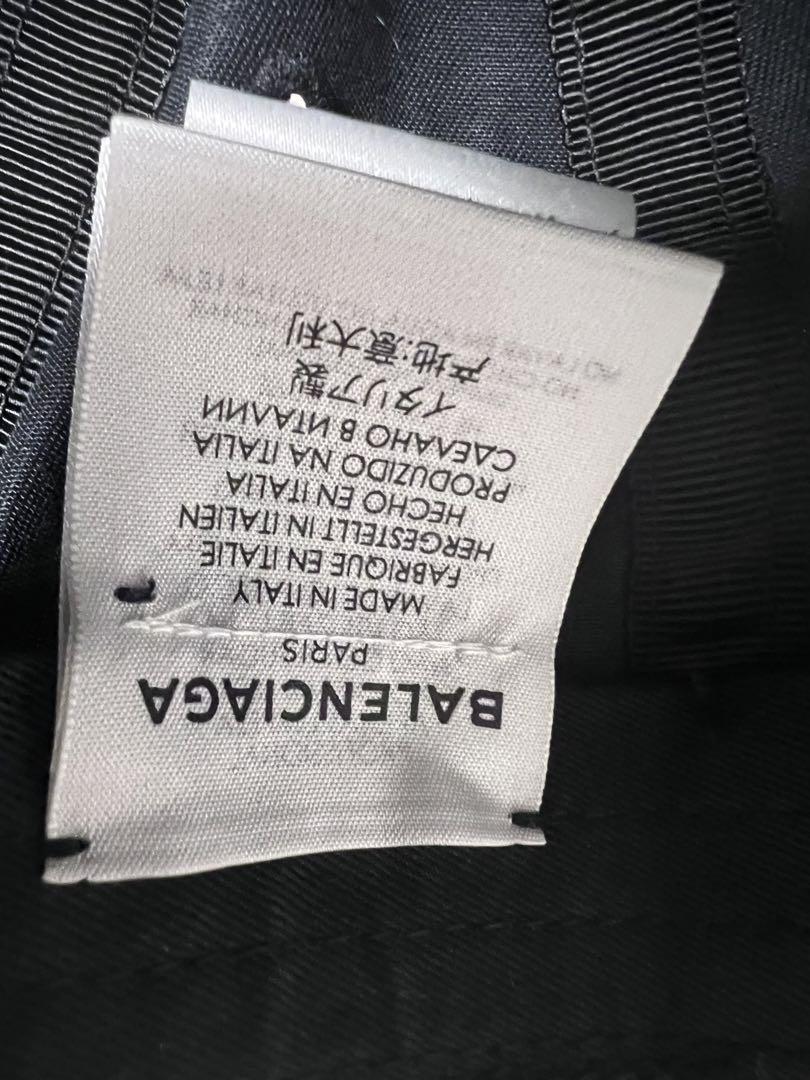 BALENCIAGA
PARIS
MADE IN ITALY
FABRIQUE EN ITALIE
HERGESTELLT IN ITALIEN
HECHO EN ITALIA
PRODUZIDO NA ITALIA
СДЕЛАНО В ИТАЛИИ
イタリア製
产地:意大利